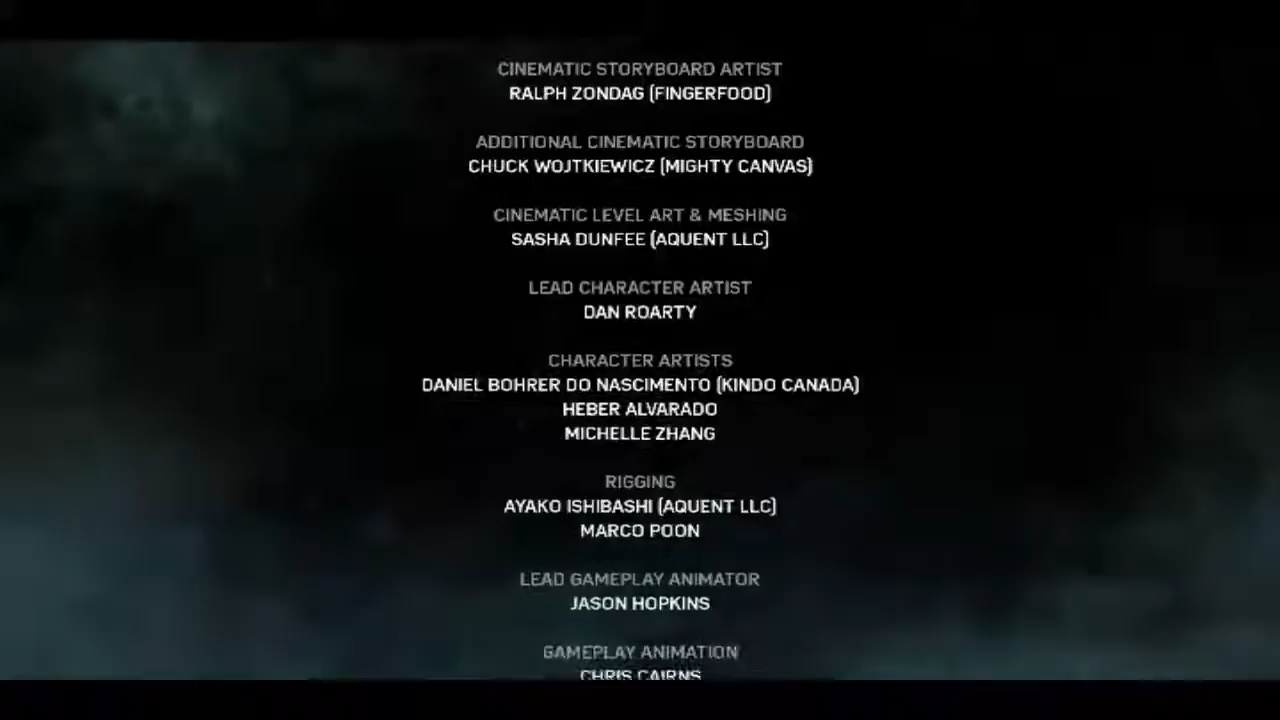 CINEMATIC STORYBOARD ARTIST
RALPH ZONDAG (FINGERFOOD)
ADDITIONAL CINEMATIC STORYBOARD
CHUCK WOJTKIEWICZ (MIGHTY CANVAS)
CINEMATIC LEVEL ART & MESHING
SASHA DUNFEE (AQUENT LLC)
LEAD CHARACTER ARTIST
DAN ROARTY
CHARACTER ARTISTS
DANIEL BOHRER DO NASCIMENTO (KINDO CANADA)
HEBER ALVARADO
MICHELLE ZHANG
RIGGING
AYAKO ISHIBASHI (AQUENT LLC)
MARCO POON
LEAD GAMEPLAY ANIMATOR
JASON HOPKINS
GAMEPLAY ANIMATION
CHRIS CAIRNS